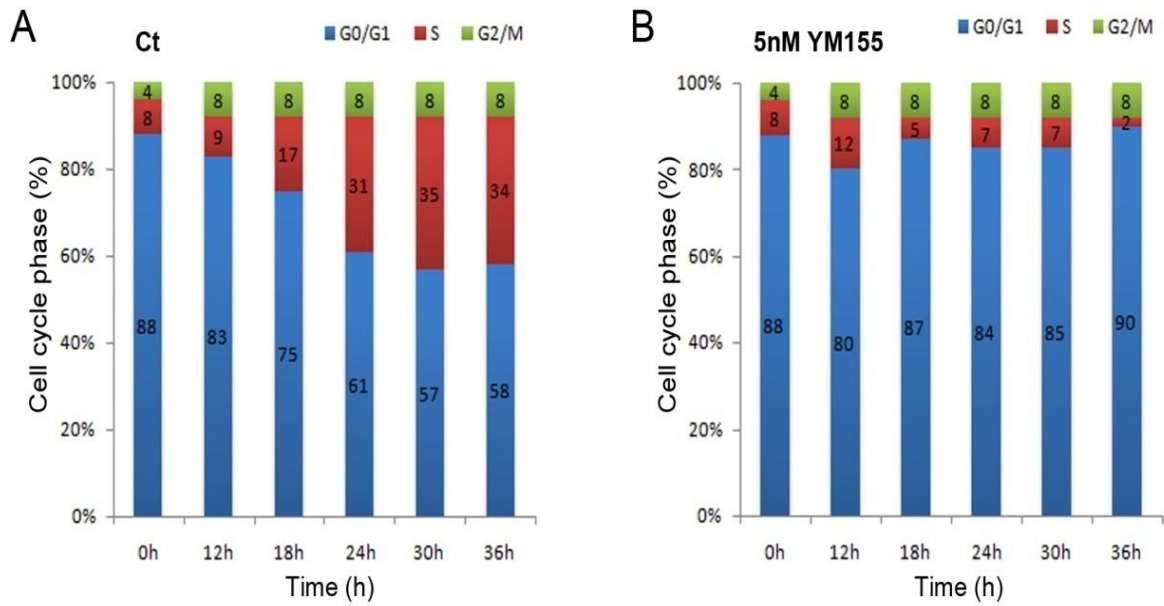 A
Ct
G0/G1 S G2/M
100%
80%
60%
40%
20%
0%
Cell cycle phase (%)
4 8 8 8 8 8
8 9 17 31 35 34
88 83 75 61 57 58
0h 12h 18h 24h 30h 36h
Time (h)
B
5nM YM155
G0/G1 S G2/M
100%
80%
60%
40%
20%
0%
Cell cycle phase (%)
4 8 8 8 8 8
8 12 5 7 7 2
88 80 87 84 85 90
0h 12h 18h 24h 30h 36h
Time (h)